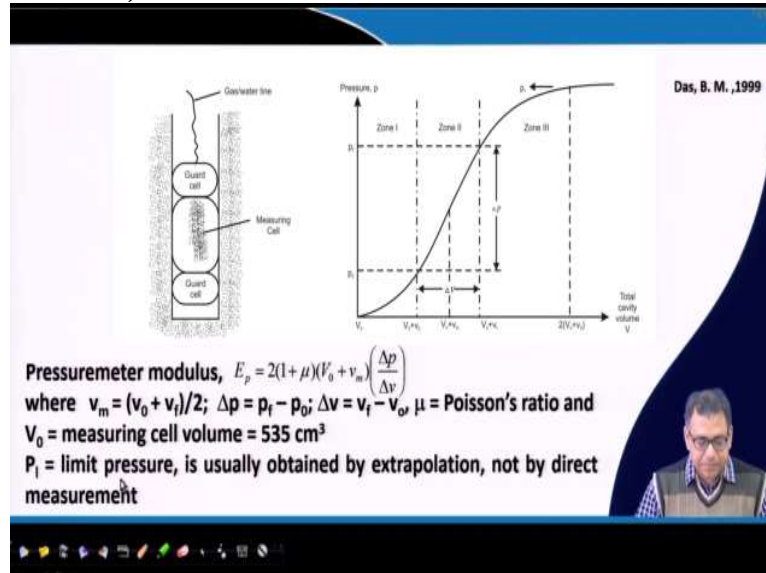 Das, B. M. ,1999
Gas/water line
Guard
cell
Measuring
Cell
Guard
cell
Pressure, p
Zone I
Zone II
Zone III
Total
cavity
volume
V
Pressuremeter modulus, E_p = 2(1+μ)(V_0 + v_m)(Δp/Δv)
where v_m = (v_0 + v_f)/2; Δp = p_f – p_0; Δv = v_f – v_o, μ = Poisson's ratio and
V_0 = measuring cell volume = 535 cm³
P_l = limit pressure, is usually obtained by extrapolation, not by direct
measurement